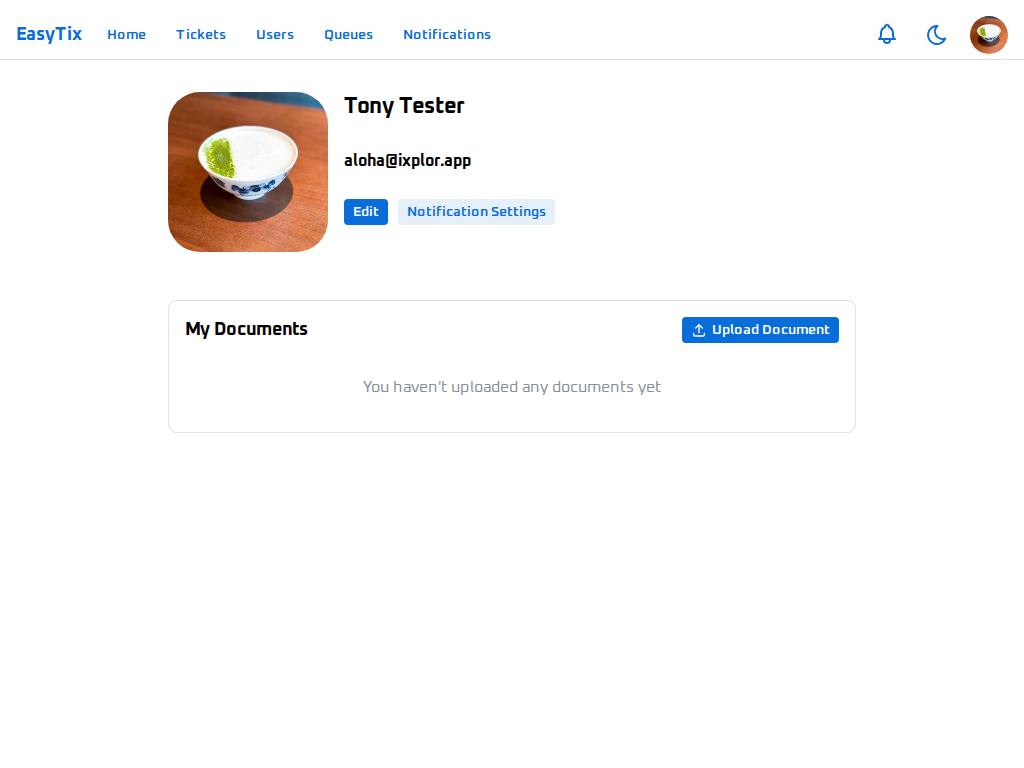 EasyTix Home Tickets Users Queues Notifications
Tony Tester
aloha@ixplor.app
Edit Notification Settings
My Documents Upload Document
You haven't uploaded any documents yet